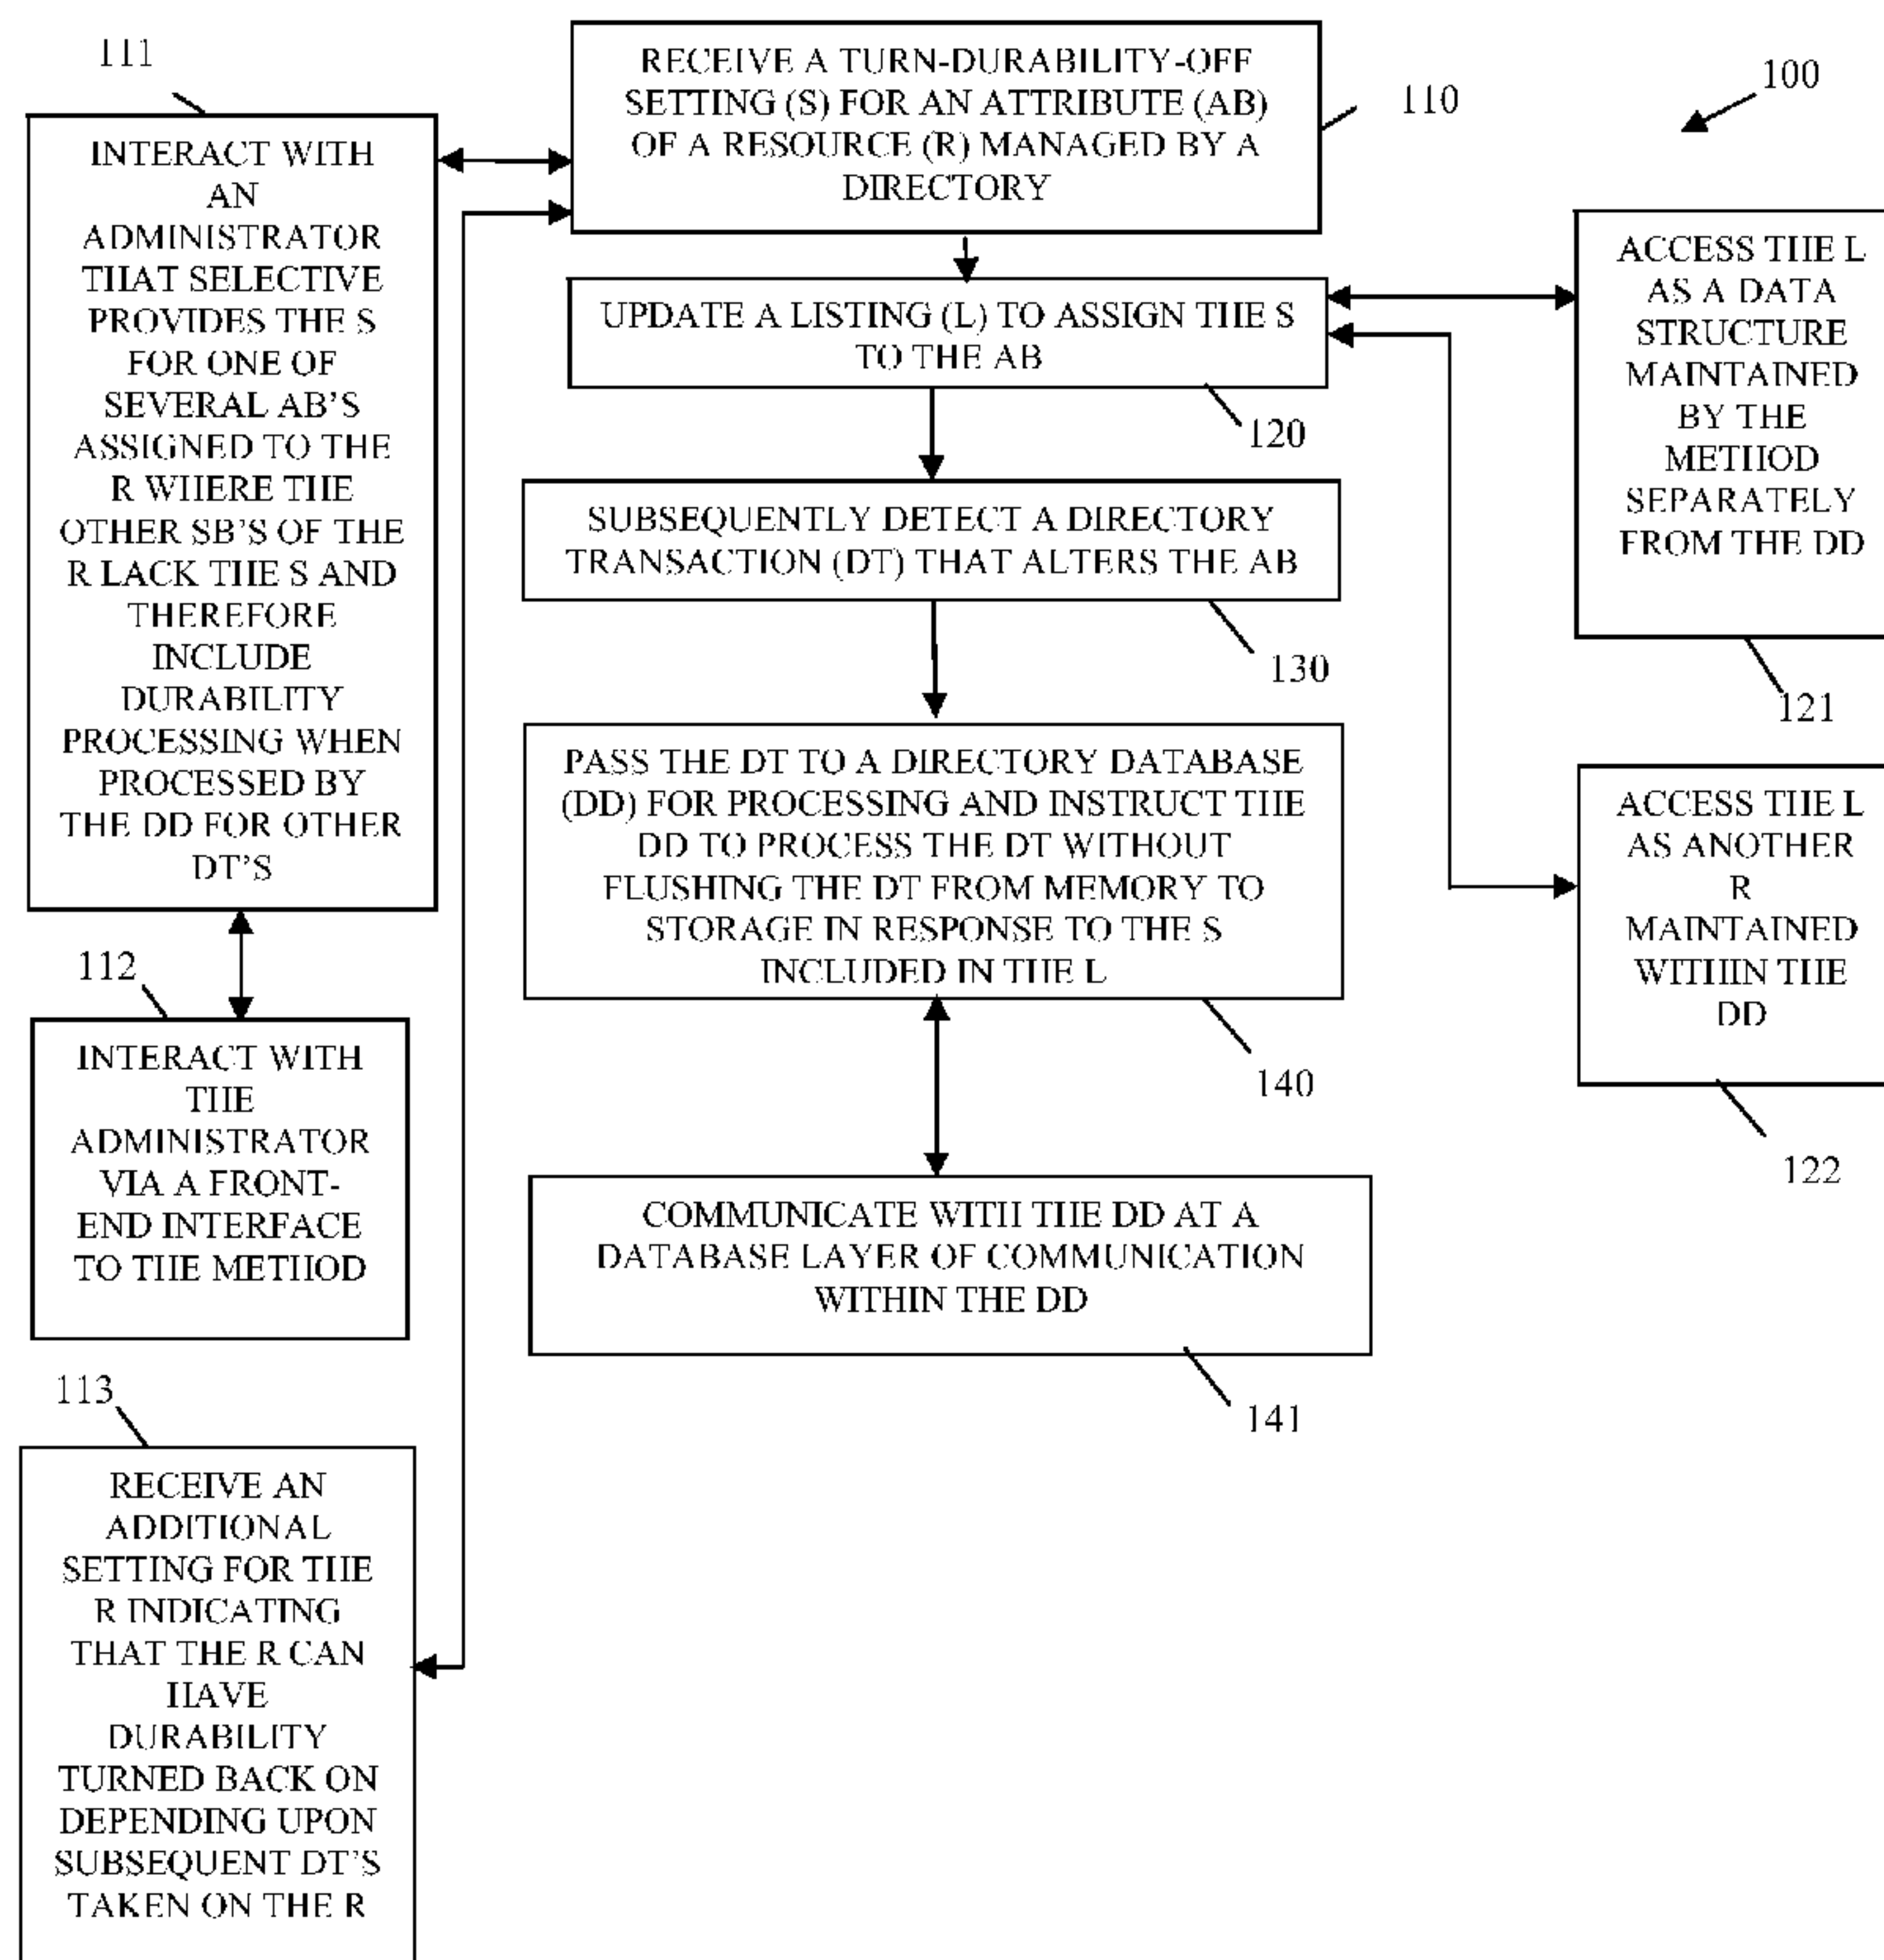 111
INTERACT WITH
AN
ADMINISTRATOR
THAT SELECTIVE
PROVIDES THE S
FOR ONE OF
SEVERAL AB'S
ASSIGNED TO THE
R WHERE THE
OTHER SB'S OF THE
R LACK THE S AND
THEREFORE
INCLUDE
DURABILITY
PROCESSING WHEN
PROCESSED BY
THE DD FOR OTHER
DT'S
112
INTERACT WITH
THE
ADMINISTRATOR
VIA A FRONT-
END INTERFACE
TO THE METHOD
113
RECEIVE AN
ADDITIONAL
SETTING FOR THE
R INDICATING
THAT THE R CAN
HAVE
DURABILITY
TURNED BACK ON
DEPENDING UPON
SUBSEQUENT DT'S
TAKEN ON THE R
RECEIVE A TURN-DURABILITY-OFF
SETTING (S) FOR AN ATTRIBUTE (AB)
OF A RESOURCE (R) MANAGED BY A
DIRECTORY
110
UPDATE A LISTING (L) TO ASSIGN THE S
TO THE AB
120
SUBSEQUENTLY DETECT A DIRECTORY
TRANSACTION (DT) THAT ALTERS THE AB
130
PASS THE DT TO A DIRECTORY DATABASE
(DD) FOR PROCESSING AND INSTRUCT THE
DD TO PROCESS THE DT WITHOUT
FLUSHING THE DT FROM MEMORY TO
STORAGE IN RESPONSE TO THE S
INCLUDED IN THE L
140
COMMUNICATE WITH THE DD AT A
DATABASE LAYER OF COMMUNICATION
WITHIN THE DD
141
100
ACCESS THE L
AS A DATA
STRUCTURE
MAINTAINED
BY THE
METHOD
SEPARATELY
FROM THE DD
121
ACCESS THE L
AS ANOTHER
R
MAINTAINED
WITHIN THE
DD
122